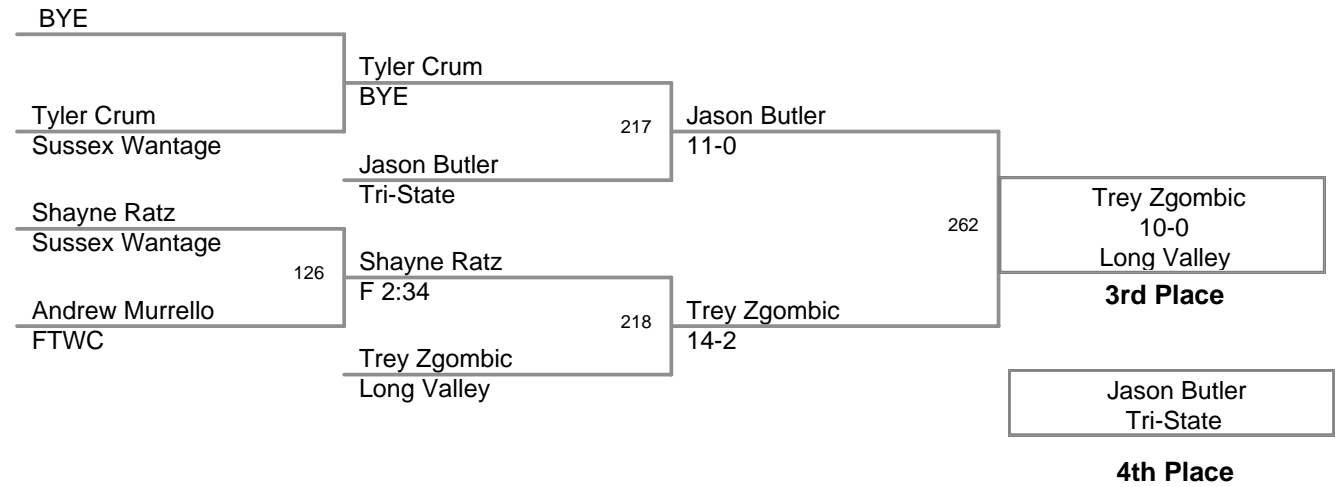 BYE
Tyler Crum
Sussex Wantage
Shayne Ratz
Sussex Wantage
126
Andrew Murrello
FTWC
Tyler Crum
BYE
217
Jason Butler
Tri-State
Shayne Ratz
F 2:34
218
Trey Zgombic
Long Valley
Jason Butler
11-0
262
Trey Zgombic
14-2
Trey Zgombic
10-0
Long Valley
3rd Place
Jason Butler
Tri-State
4th Place